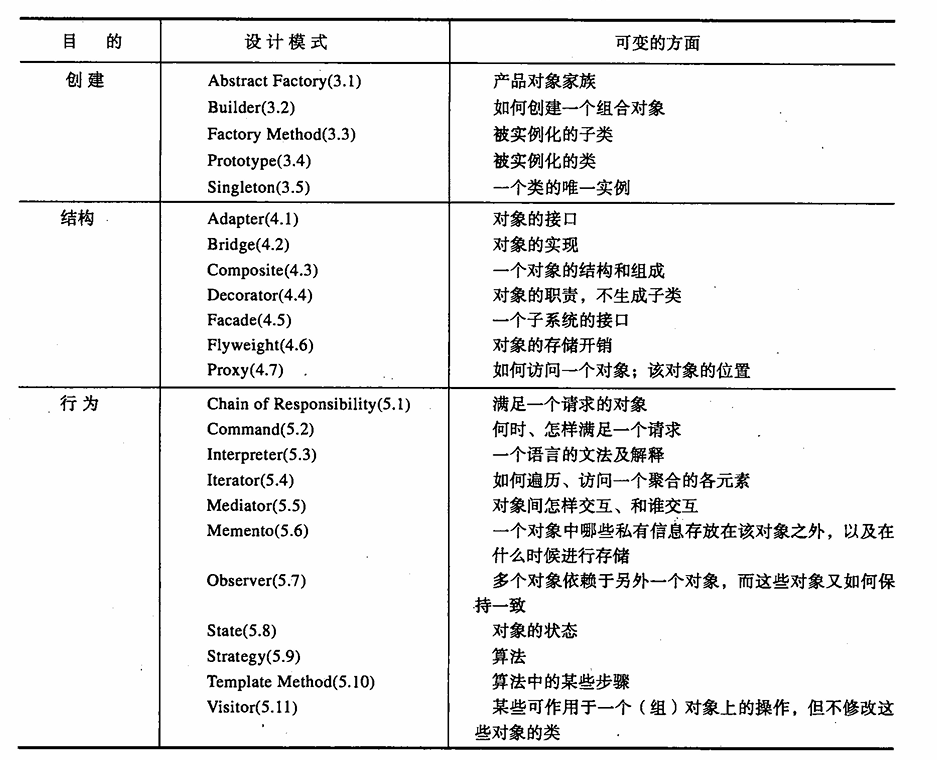 目 的 设计模式 可变的方面
创建 Abstract Factory(3.1) 产品对象家族
Builder(3.2) 如何创建一个组合对象
Factory Method(3.3) 被实例化的子类
Prototype(3.4) 被实例化的类
Singleton(3.5) 一个类的唯一实例
结构 Adapter(4.1) 对象的接口
Bridge(4.2) 对象的实现
Composite(4.3) 一个对象的结构和组成
Decorator(4.4) 对象的职责，不生成子类
Facade(4.5) 一个子系统的接口
Flyweight(4.6) 对象的存储开销
Proxy(4.7) 如何访问一个对象；该对象的位置
行为 Chain of Responsibility(5.1) 满足一个请求的对象
Command(5.2) 何时、怎样满足一个请求
Interpreter(5.3) 一个语言的文法及解释
Iterator(5.4) 如何遍历、访问一个聚合的各元素
Mediator(5.5) 对象间怎样交互、和谁交互
Memento(5.6) 一个对象中哪些私有信息存放在该对象之外，以及在
什么时候进行存储
Observer(5.7) 多个对象依赖于另外一个对象，而这些对象又如何保
持一致
State(5.8) 对象的状态
Strategy(5.9) 算法
Template Method(5.10) 算法中的某些步骤
Visitor(5.11) 某些可作用于一个（组）对象上的操作，但不修改这
些对象的类